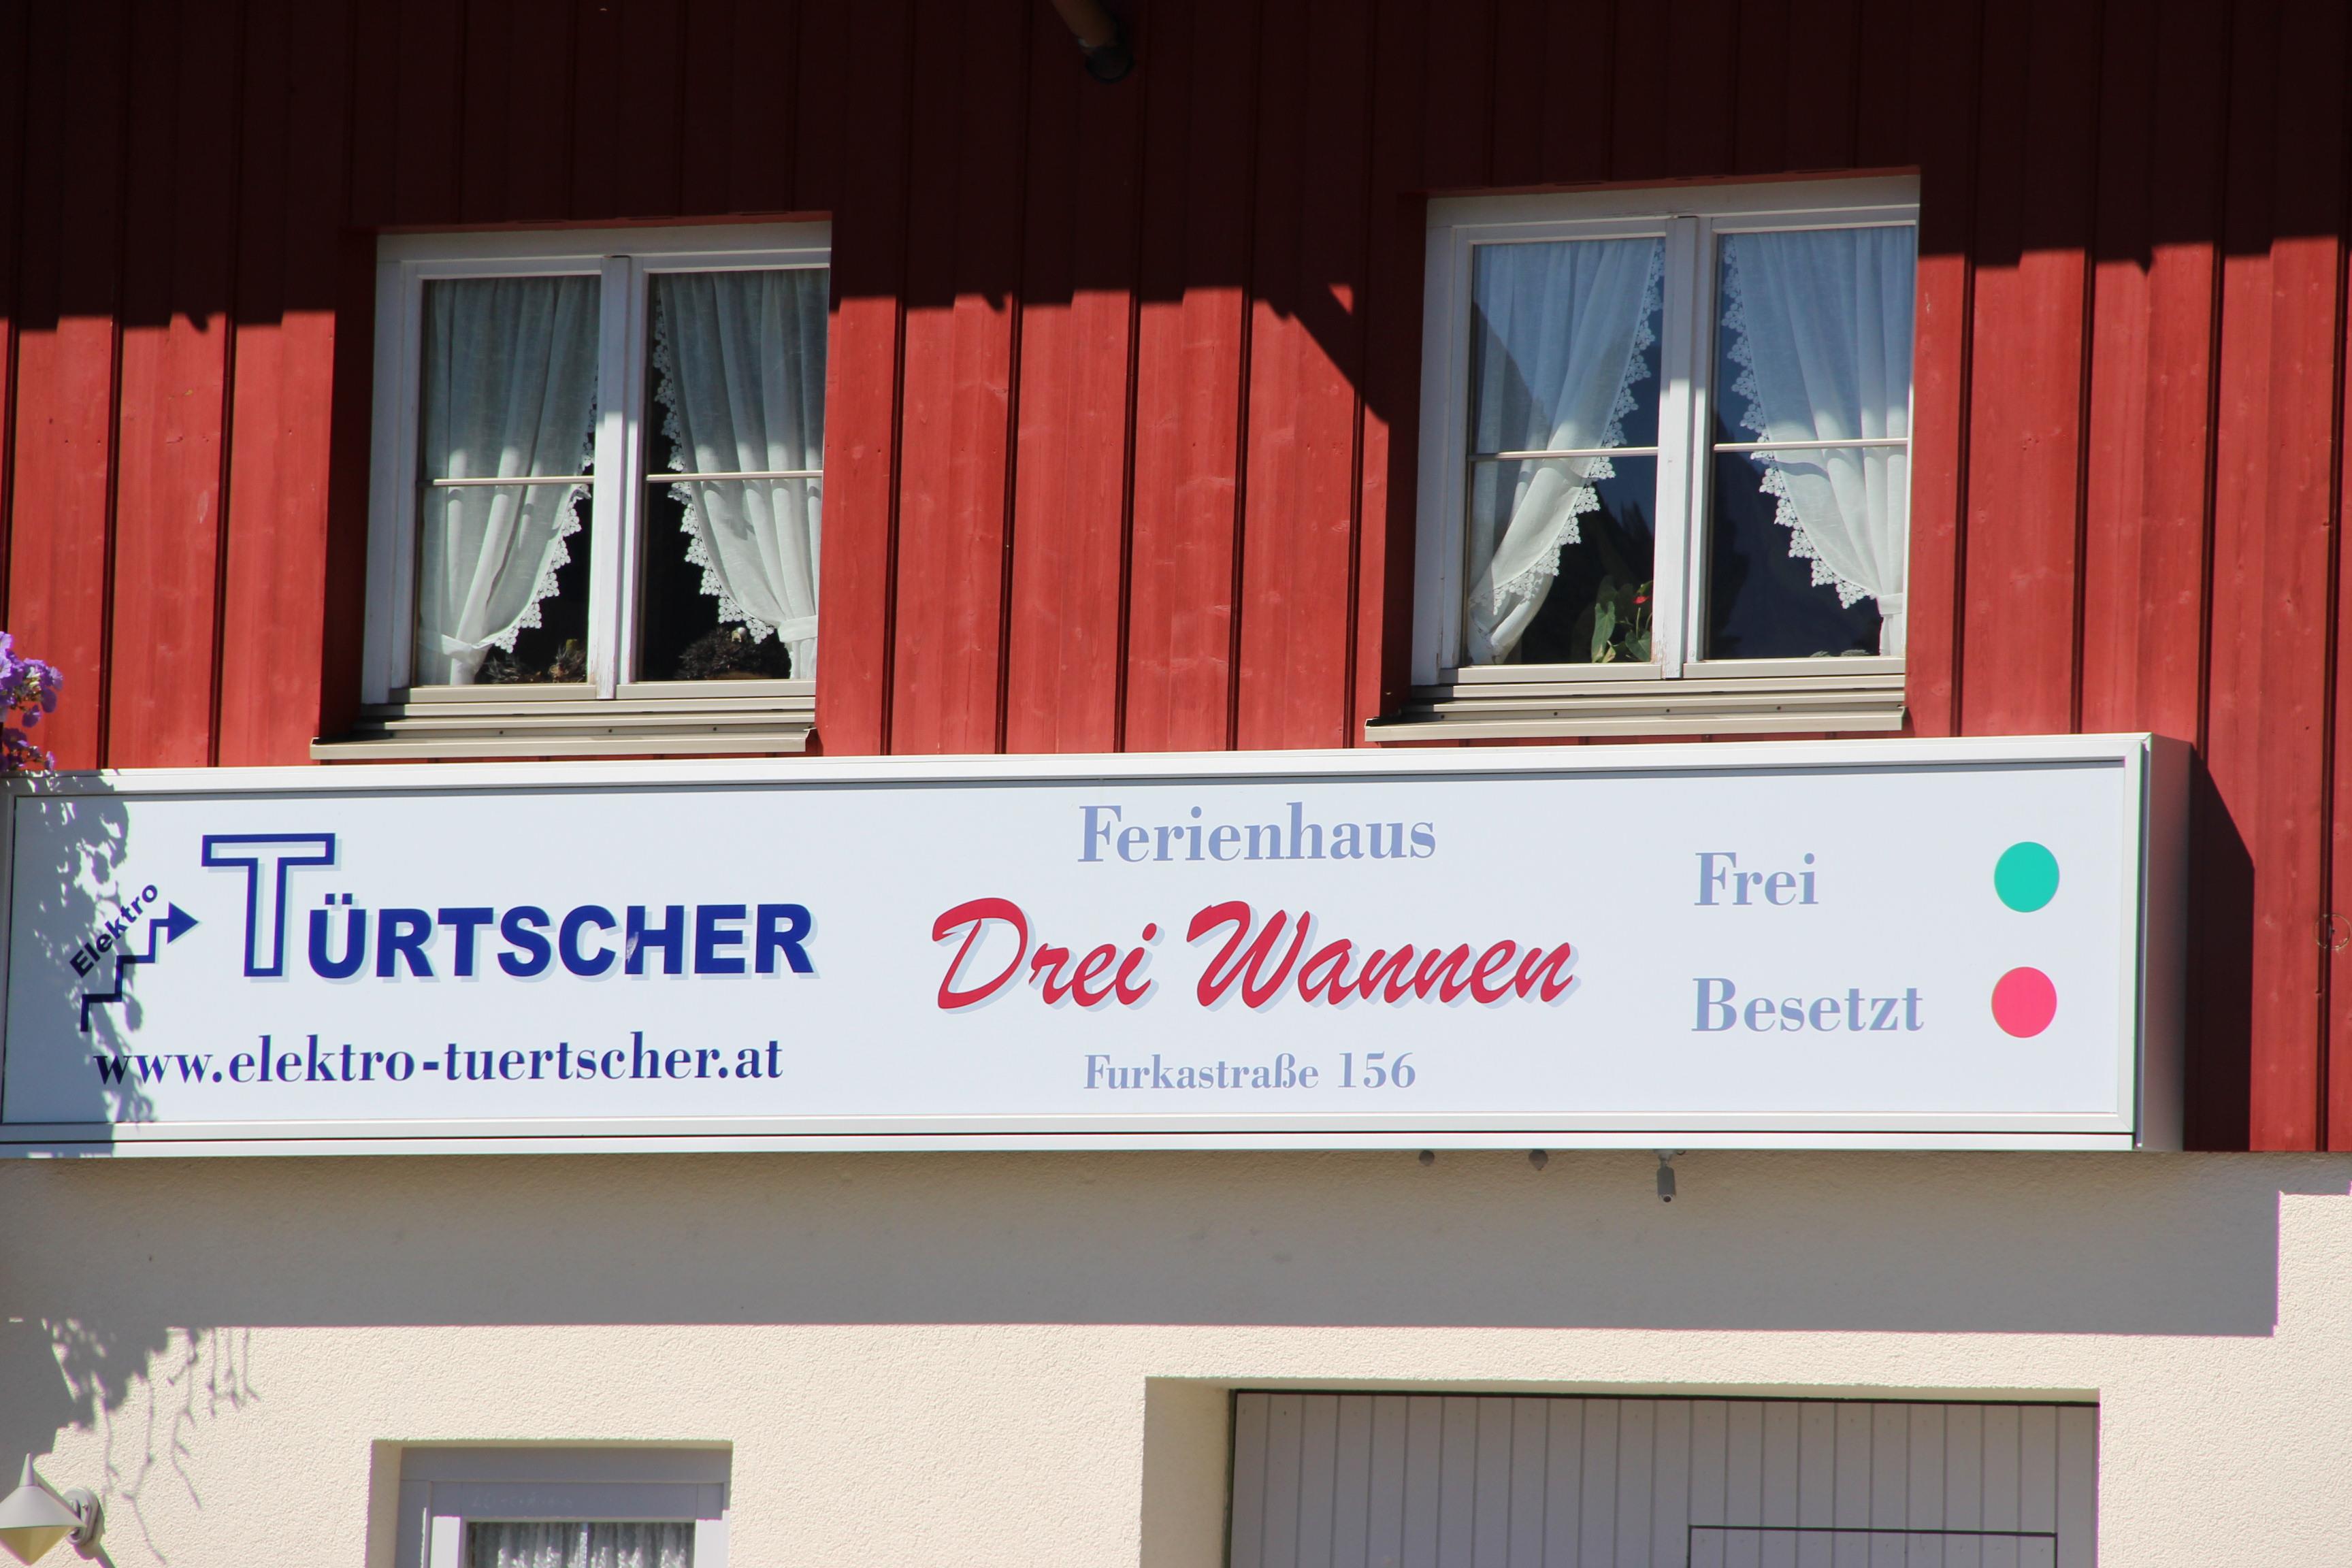 Elektro
TÜRTSCHER
www.elektro-tuertscher.at
Ferienhaus
Drei Wannen
Furkastraße 156
Frei
Besetzt